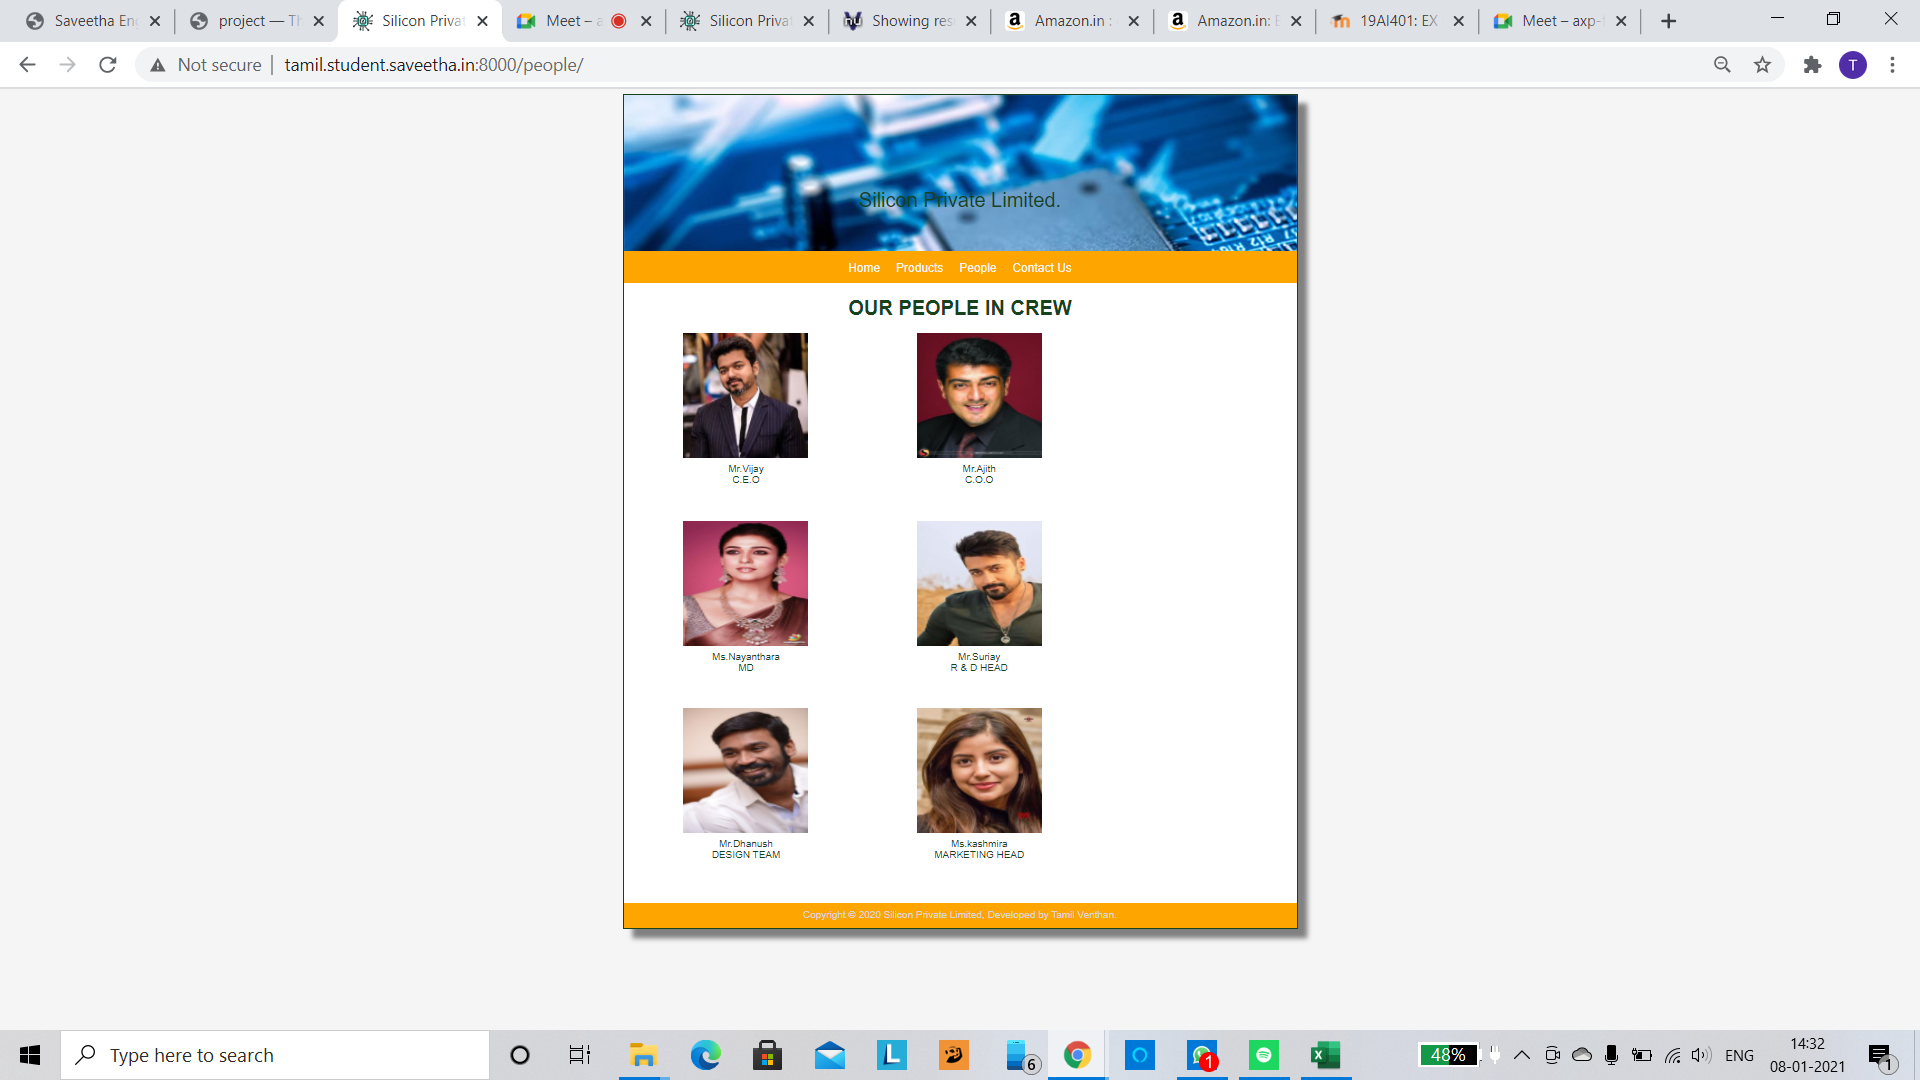 Saveetha En
project — Th
Silicon Privat
Meet – a
Silicon Privat
Showing res
Amazon.in :
Amazon.in: E
19AI401: EX
Meet – axp-
Not secure
tamil.student.saveetha.in:8000/people/
T
Silicon Private Limited.
Home Products People Contact Us
OUR PEOPLE IN CREW
Mr.Vijay
C.E.O
Mr.Ajith
C.O.O
Ms.Nayanthara
MD
Mr.Suriay
R & D HEAD
Mr.Dhanush
DESIGN TEAM
Ms.kashmira
MARKETING HEAD
Copyright © 2020 Silicon Private Limited, Developed by Tamil Venthan.
Type here to search
6
1
48%
ENG
14:32
08-01-2021
1